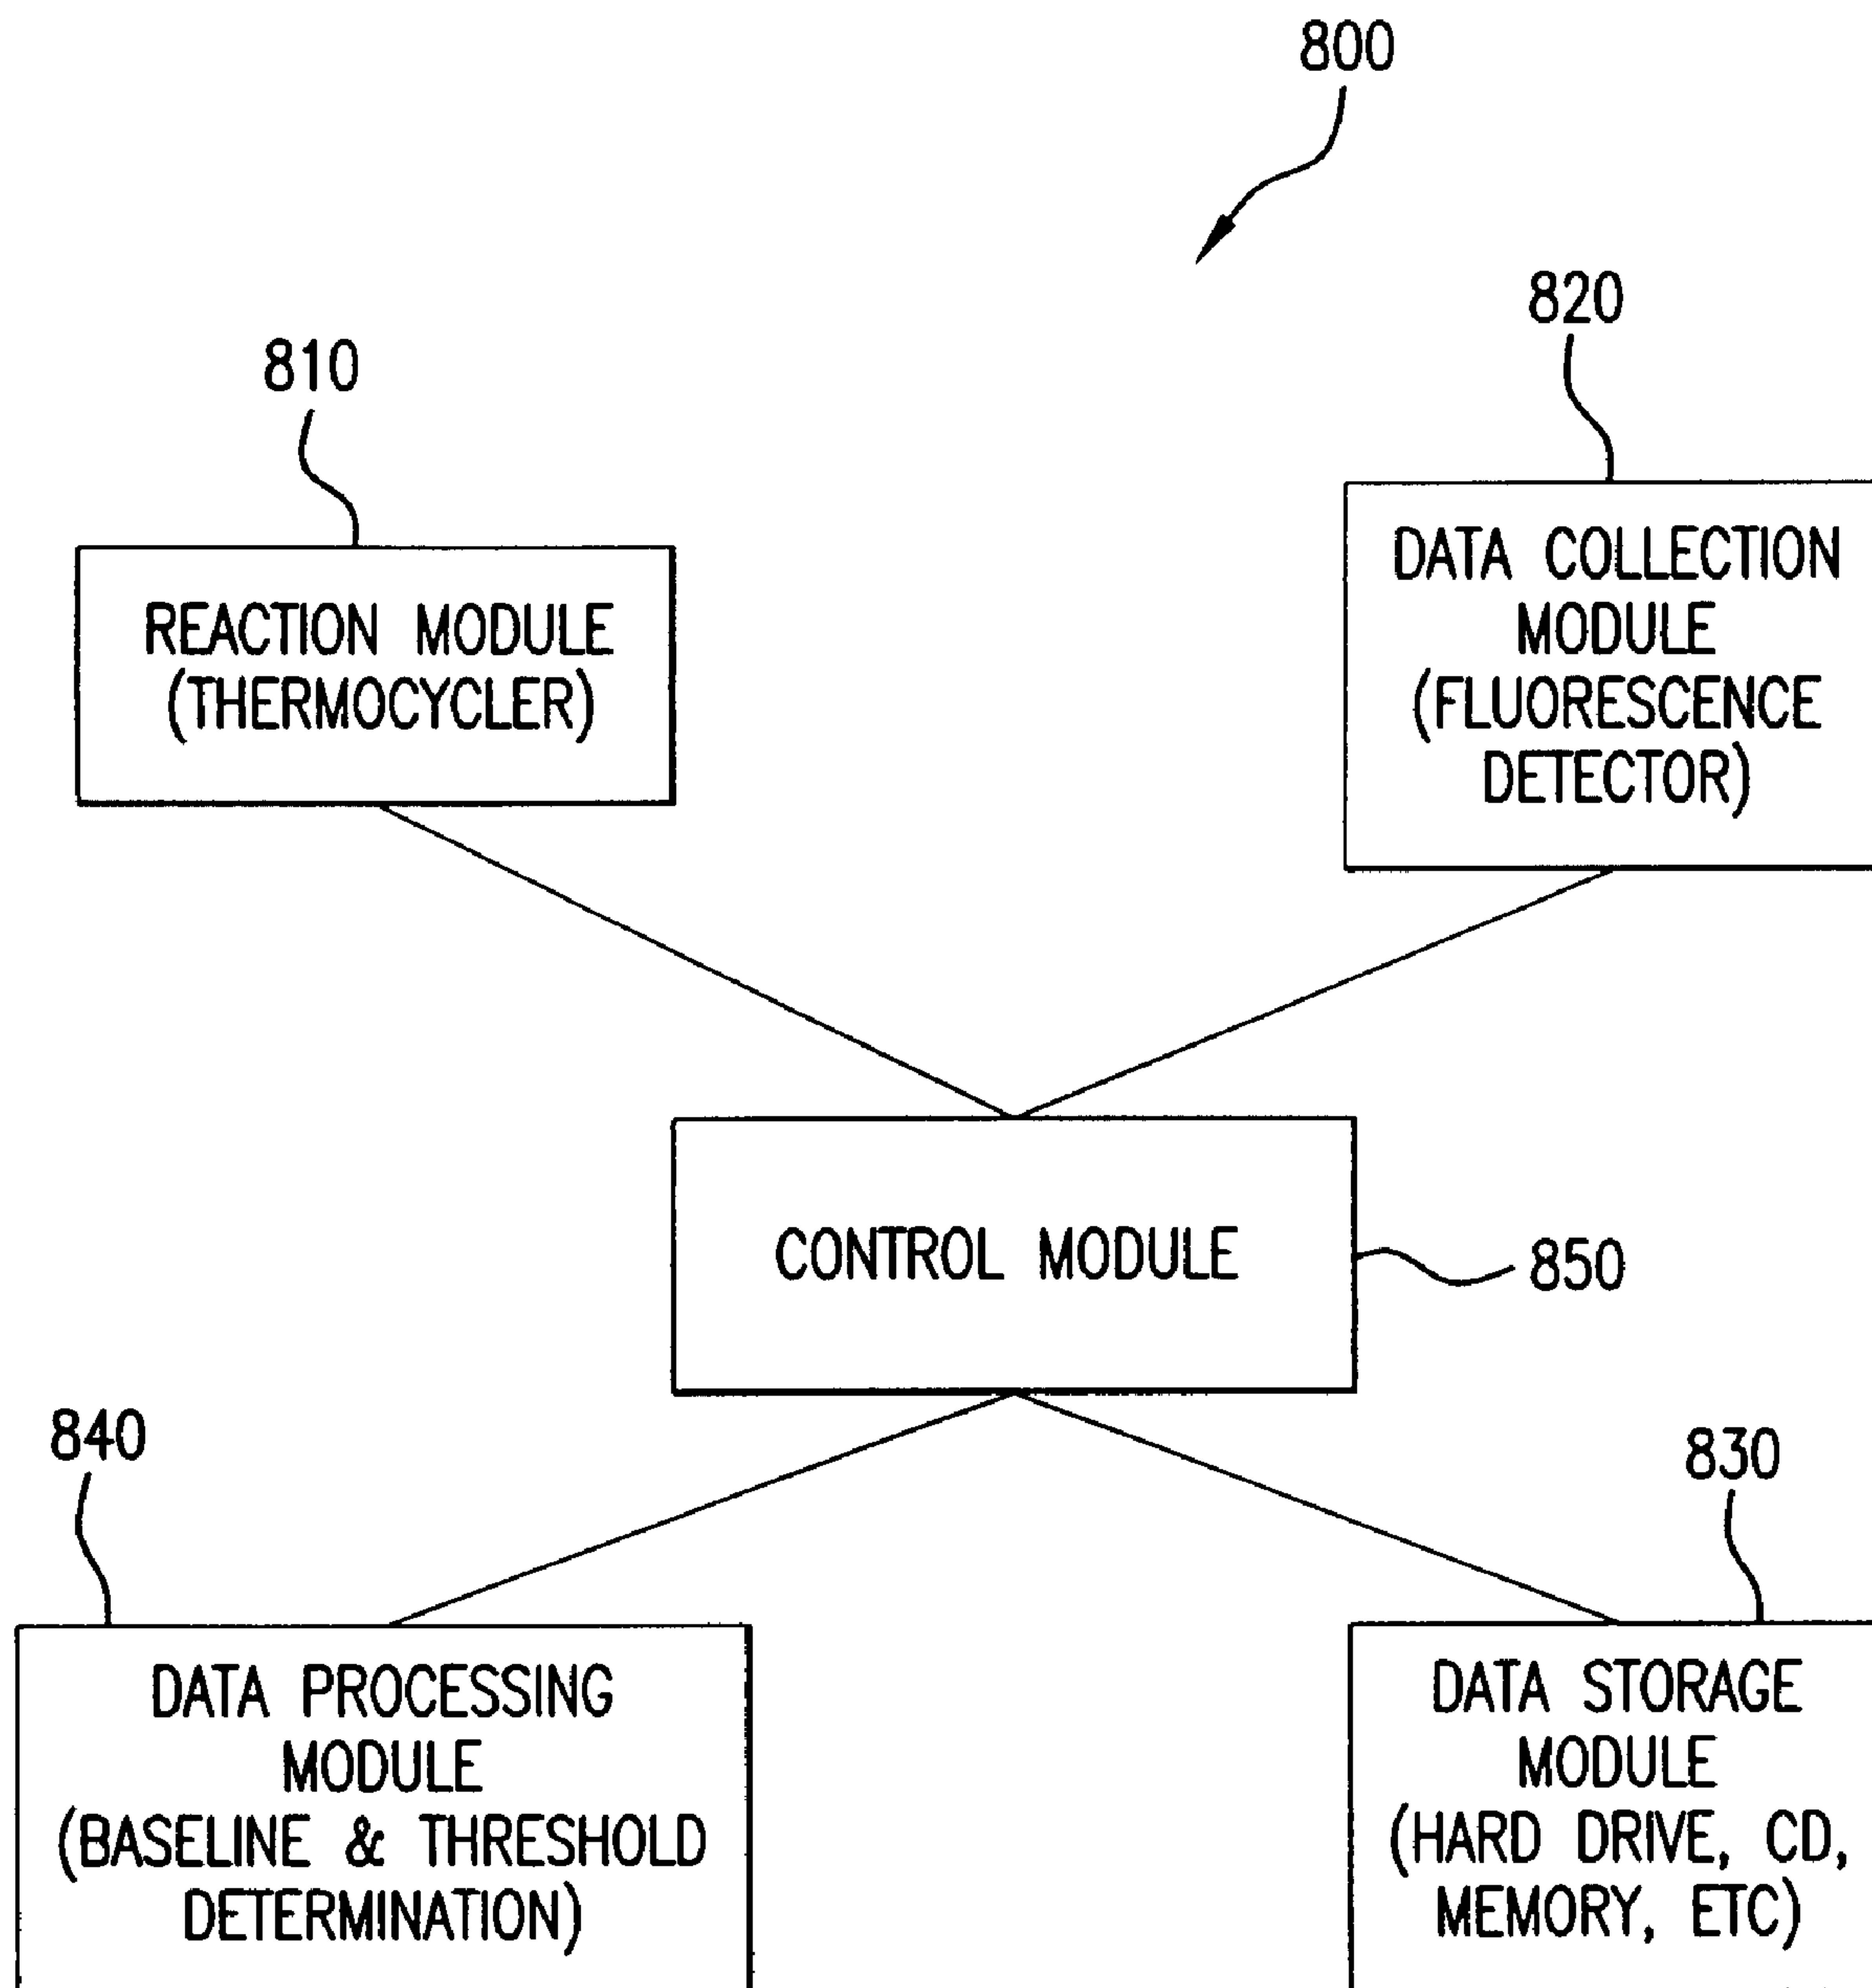 800
820
810
DATA COLLECTION
MODULE
(FLUORESCENCE
DETECTOR)
REACTION MODULE
(THERMOCYCLER)
CONTROL MODULE
850
840
830
DATA PROCESSING
MODULE
(BASELINE & THRESHOLD
DETERMINATION)
DATA STORAGE
MODULE
(HARD DRIVE, CD,
MEMORY, ETC)